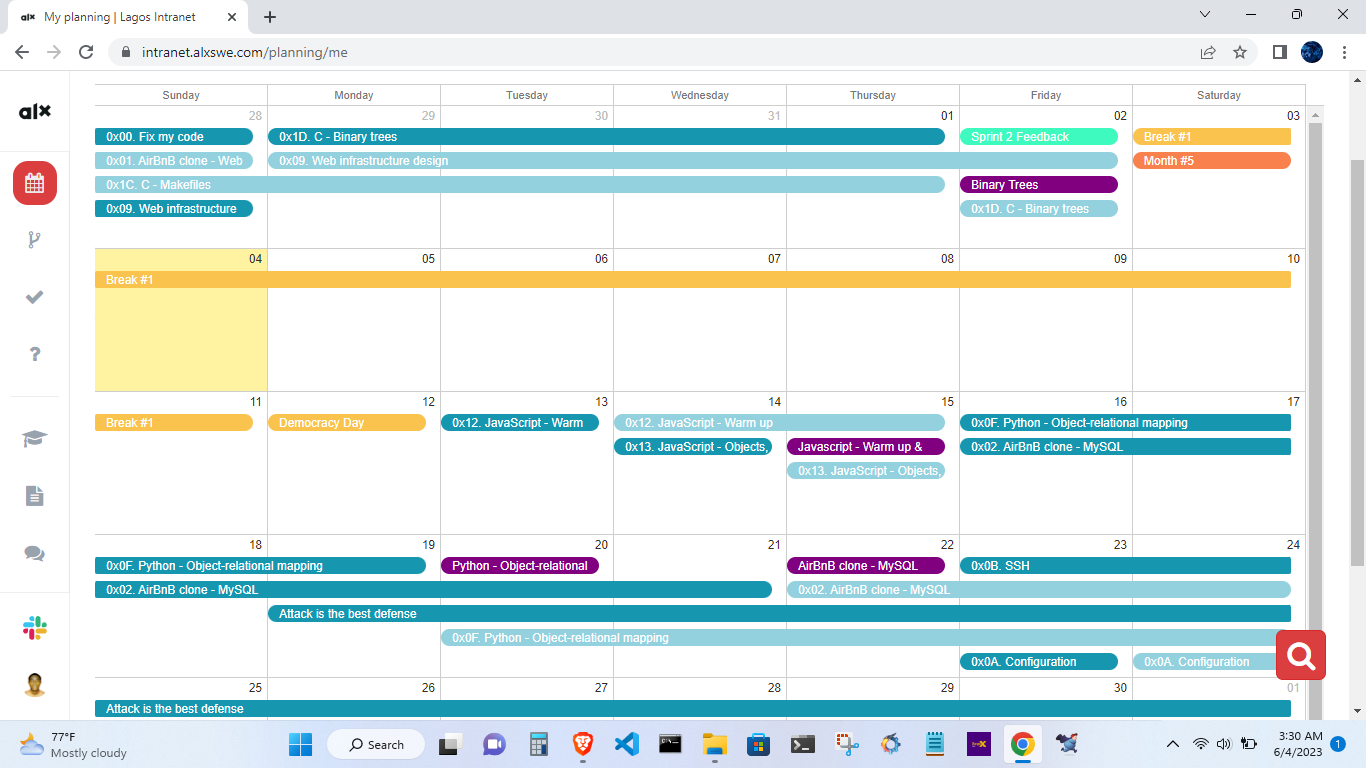 alx My planning | Lagos Intranet
intranet.alxswe.com/planning/me
alx
Sunday Monday Tuesday Wednesday Thursday Friday Saturday
28 29 30 31 01 02 03
0x00. Fix my code 0x1D. C - Binary trees Sprint 2 Feedback Break #1
0x01. AirBnB clone - Web 0x09. Web infrastructure design Month #5
0x1C. C - Makefiles Binary Trees
0x09. Web infrastructure 0x1D. C - Binary trees
04 05 06 07 08 09 10
Break #1
11 12 13 14 15 16 17
Break #1 Democracy Day 0x12. JavaScript - Warm 0x12. JavaScript - Warm up 0x0F. Python - Object-relational mapping
0x13. JavaScript - Objects, Javascript - Warm up & 0x02. AirBnB clone - MySQL
0x13. JavaScript - Objects,
18 19 20 21 22 23 24
0x0F. Python - Object-relational mapping Python - Object-relational AirBnB clone - MySQL 0x0B. SSH
0x02. AirBnB clone - MySQL 0x02. AirBnB clone - MySQL
Attack is the best defense
0x0F. Python - Object-relational mapping
0x0A. Configuration 0x0A. Configuration
25 26 27 28 29 30 01
Attack is the best defense
77°F
Mostly cloudy
Search
3:30 AM
6/4/2023
1